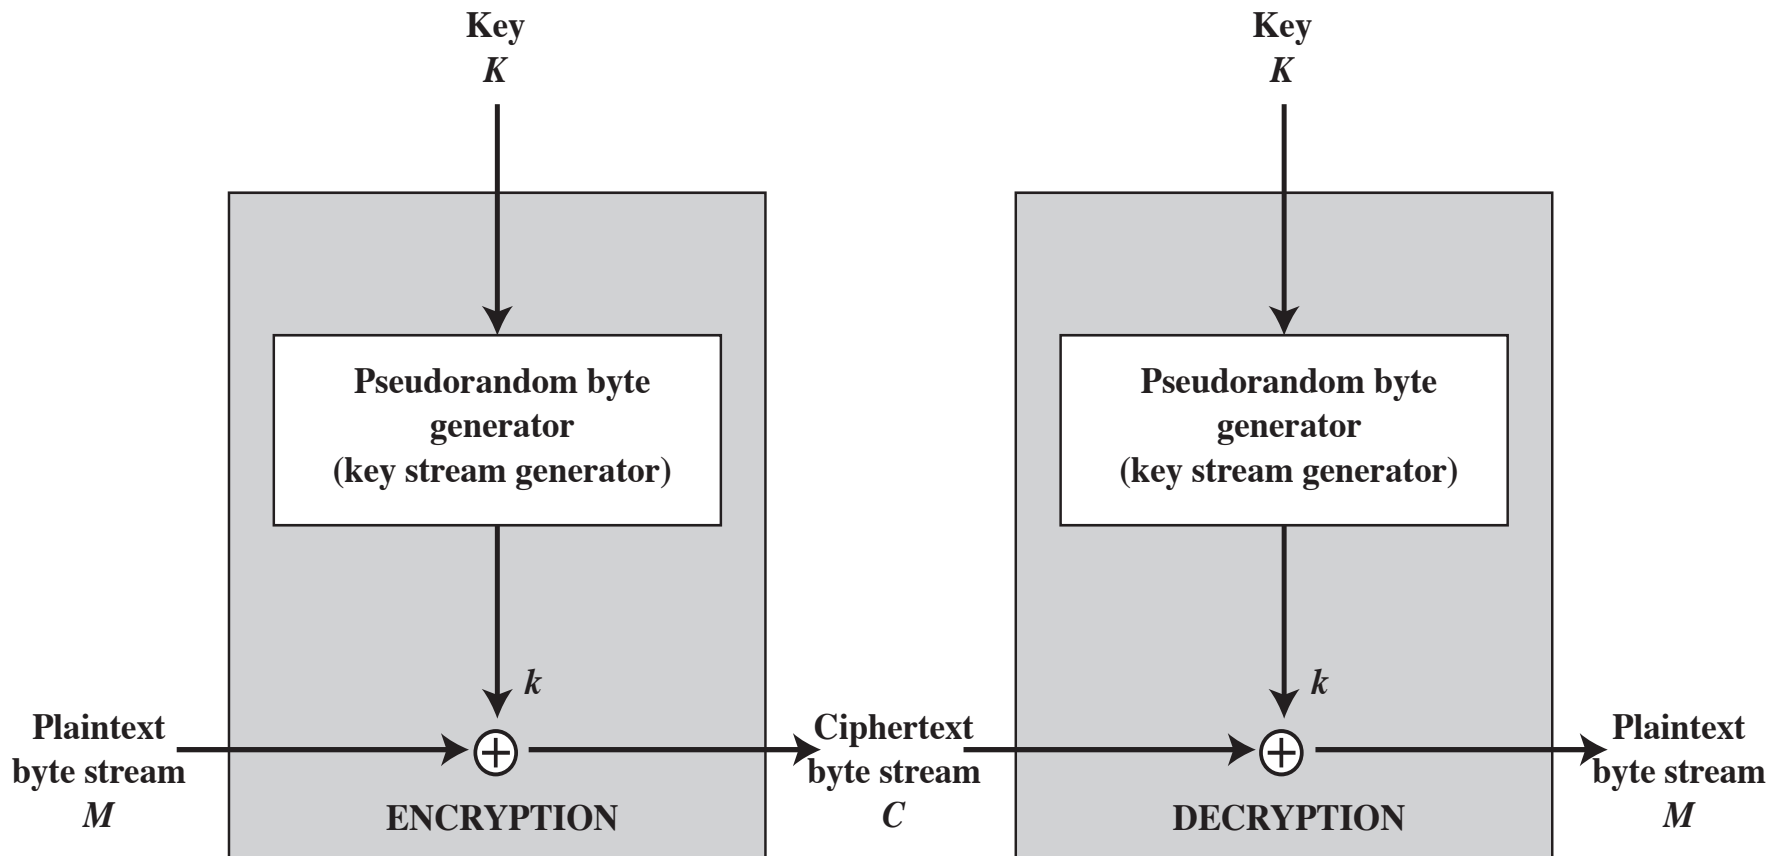 Key
K
Key
K
Pseudorandom byte
generator
(key stream generator)
Pseudorandom byte
generator
(key stream generator)
k
k
Plaintext
byte stream
M
ENCRYPTION
Ciphertext
byte stream
C
DECRYPTION
Plaintext
byte stream
M